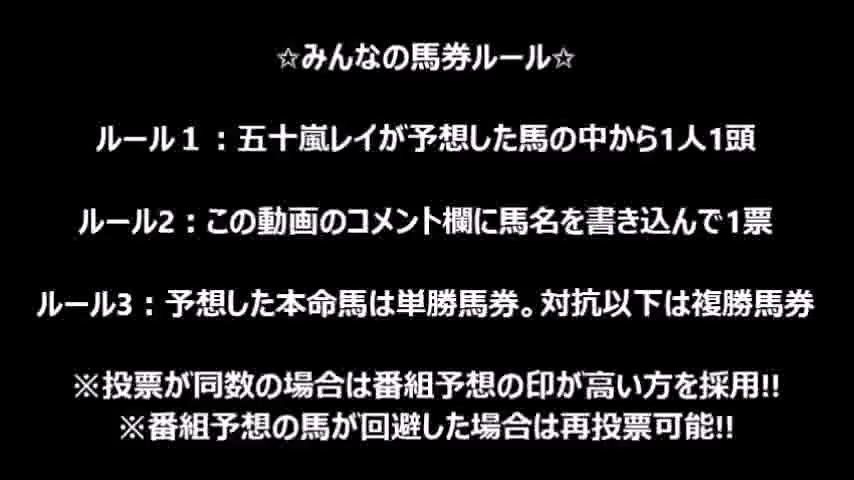 ☆みんなの馬券ルール☆
ルール１：五十嵐レイが予想した馬の中から1人1頭
ルール2：この動画のコメント欄に馬名を書き込んで1票
ルール3：予想した本命馬は単勝馬券。対抗以下は複勝馬券
※投票が同数の場合は番組予想の印が高い方を採用!!
※番組予想の馬が回避した場合は再投票可能!!